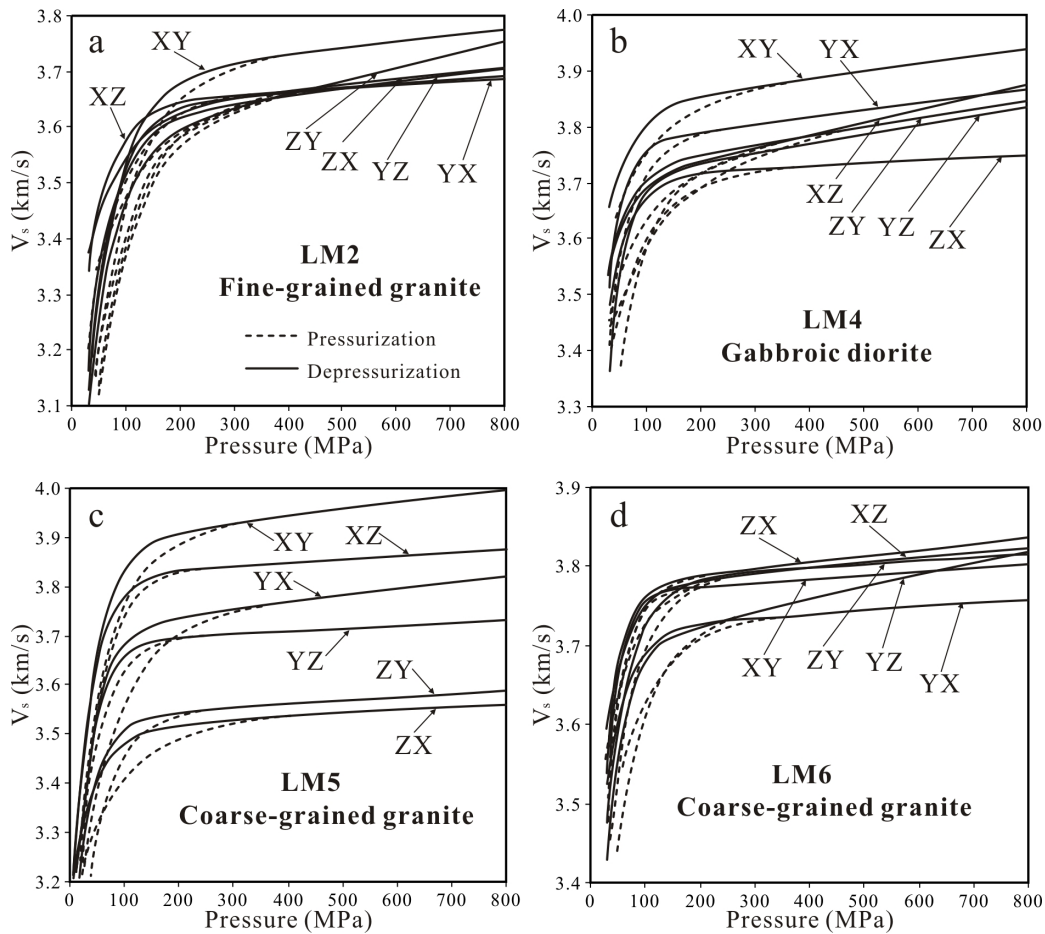 a
3.8
3.7
3.6
3.5
3.4
3.3
3.2
3.1
Vs (km/s)
XY
XZ
ZY
ZX
YZ
YX
LM2
Fine-grained granite
Pressurization
Depressurization
0 100 200 300 400 500 600 700 800
Pressure (MPa)
b
4.0
3.9
3.8
3.7
3.6
3.5
3.4
3.3
Vs (km/s)
XY
YX
XZ
ZY
YZ
ZX
LM4
Gabbroic diorite
0 100 200 300 400 500 600 700 800
Pressure (MPa)
c
4.0
3.9
3.8
3.7
3.6
3.5
3.4
3.3
3.2
Vs (km/s)
XY
XZ
YX
YZ
ZY
ZX
LM5
Coarse-grained granite
0 100 200 300 400 500 600 700 800
Pressure (MPa)
d
3.9
3.8
3.7
3.6
3.5
3.4
Vs (km/s)
ZX
XZ
XY
ZY
YZ
YX
LM6
Coarse-grained granite
0 100 200 300 400 500 600 700 800
Pressure (MPa)